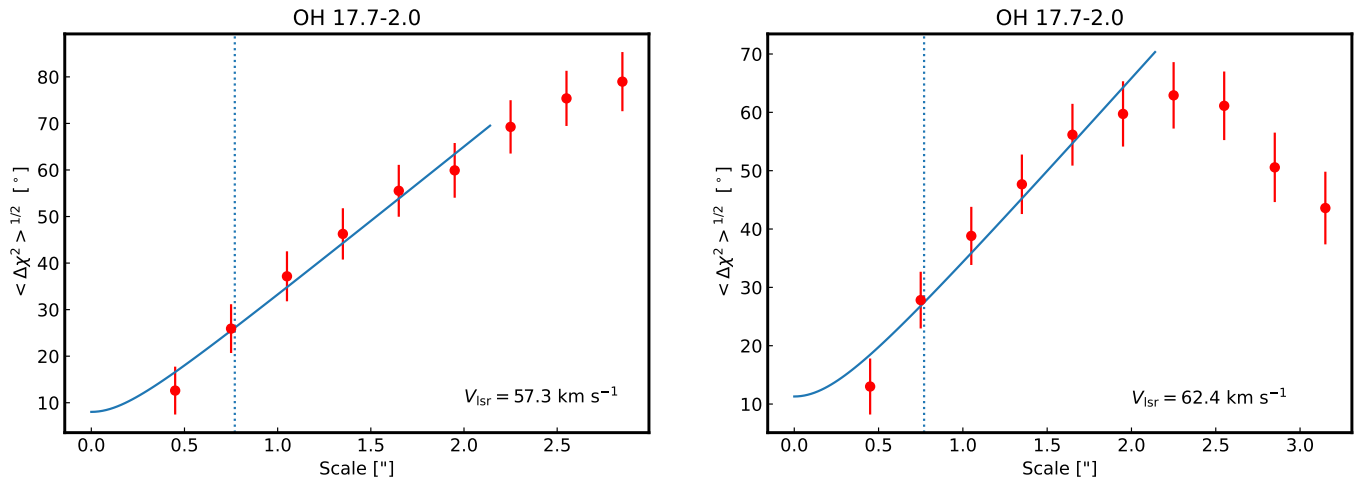 OH 17.7-2.0
80
70
60
50
40
30
20
10
< Δχ² >^1/2 [°]
V_lsr = 57.3 km s⁻¹
0.0 0.5 1.0 1.5 2.0 2.5
Scale ["]
OH 17.7-2.0
70
60
50
40
30
20
10
< Δχ² >^1/2 [°]
V_lsr = 62.4 km s⁻¹
0.0 0.5 1.0 1.5 2.0 2.5 3.0
Scale ["]